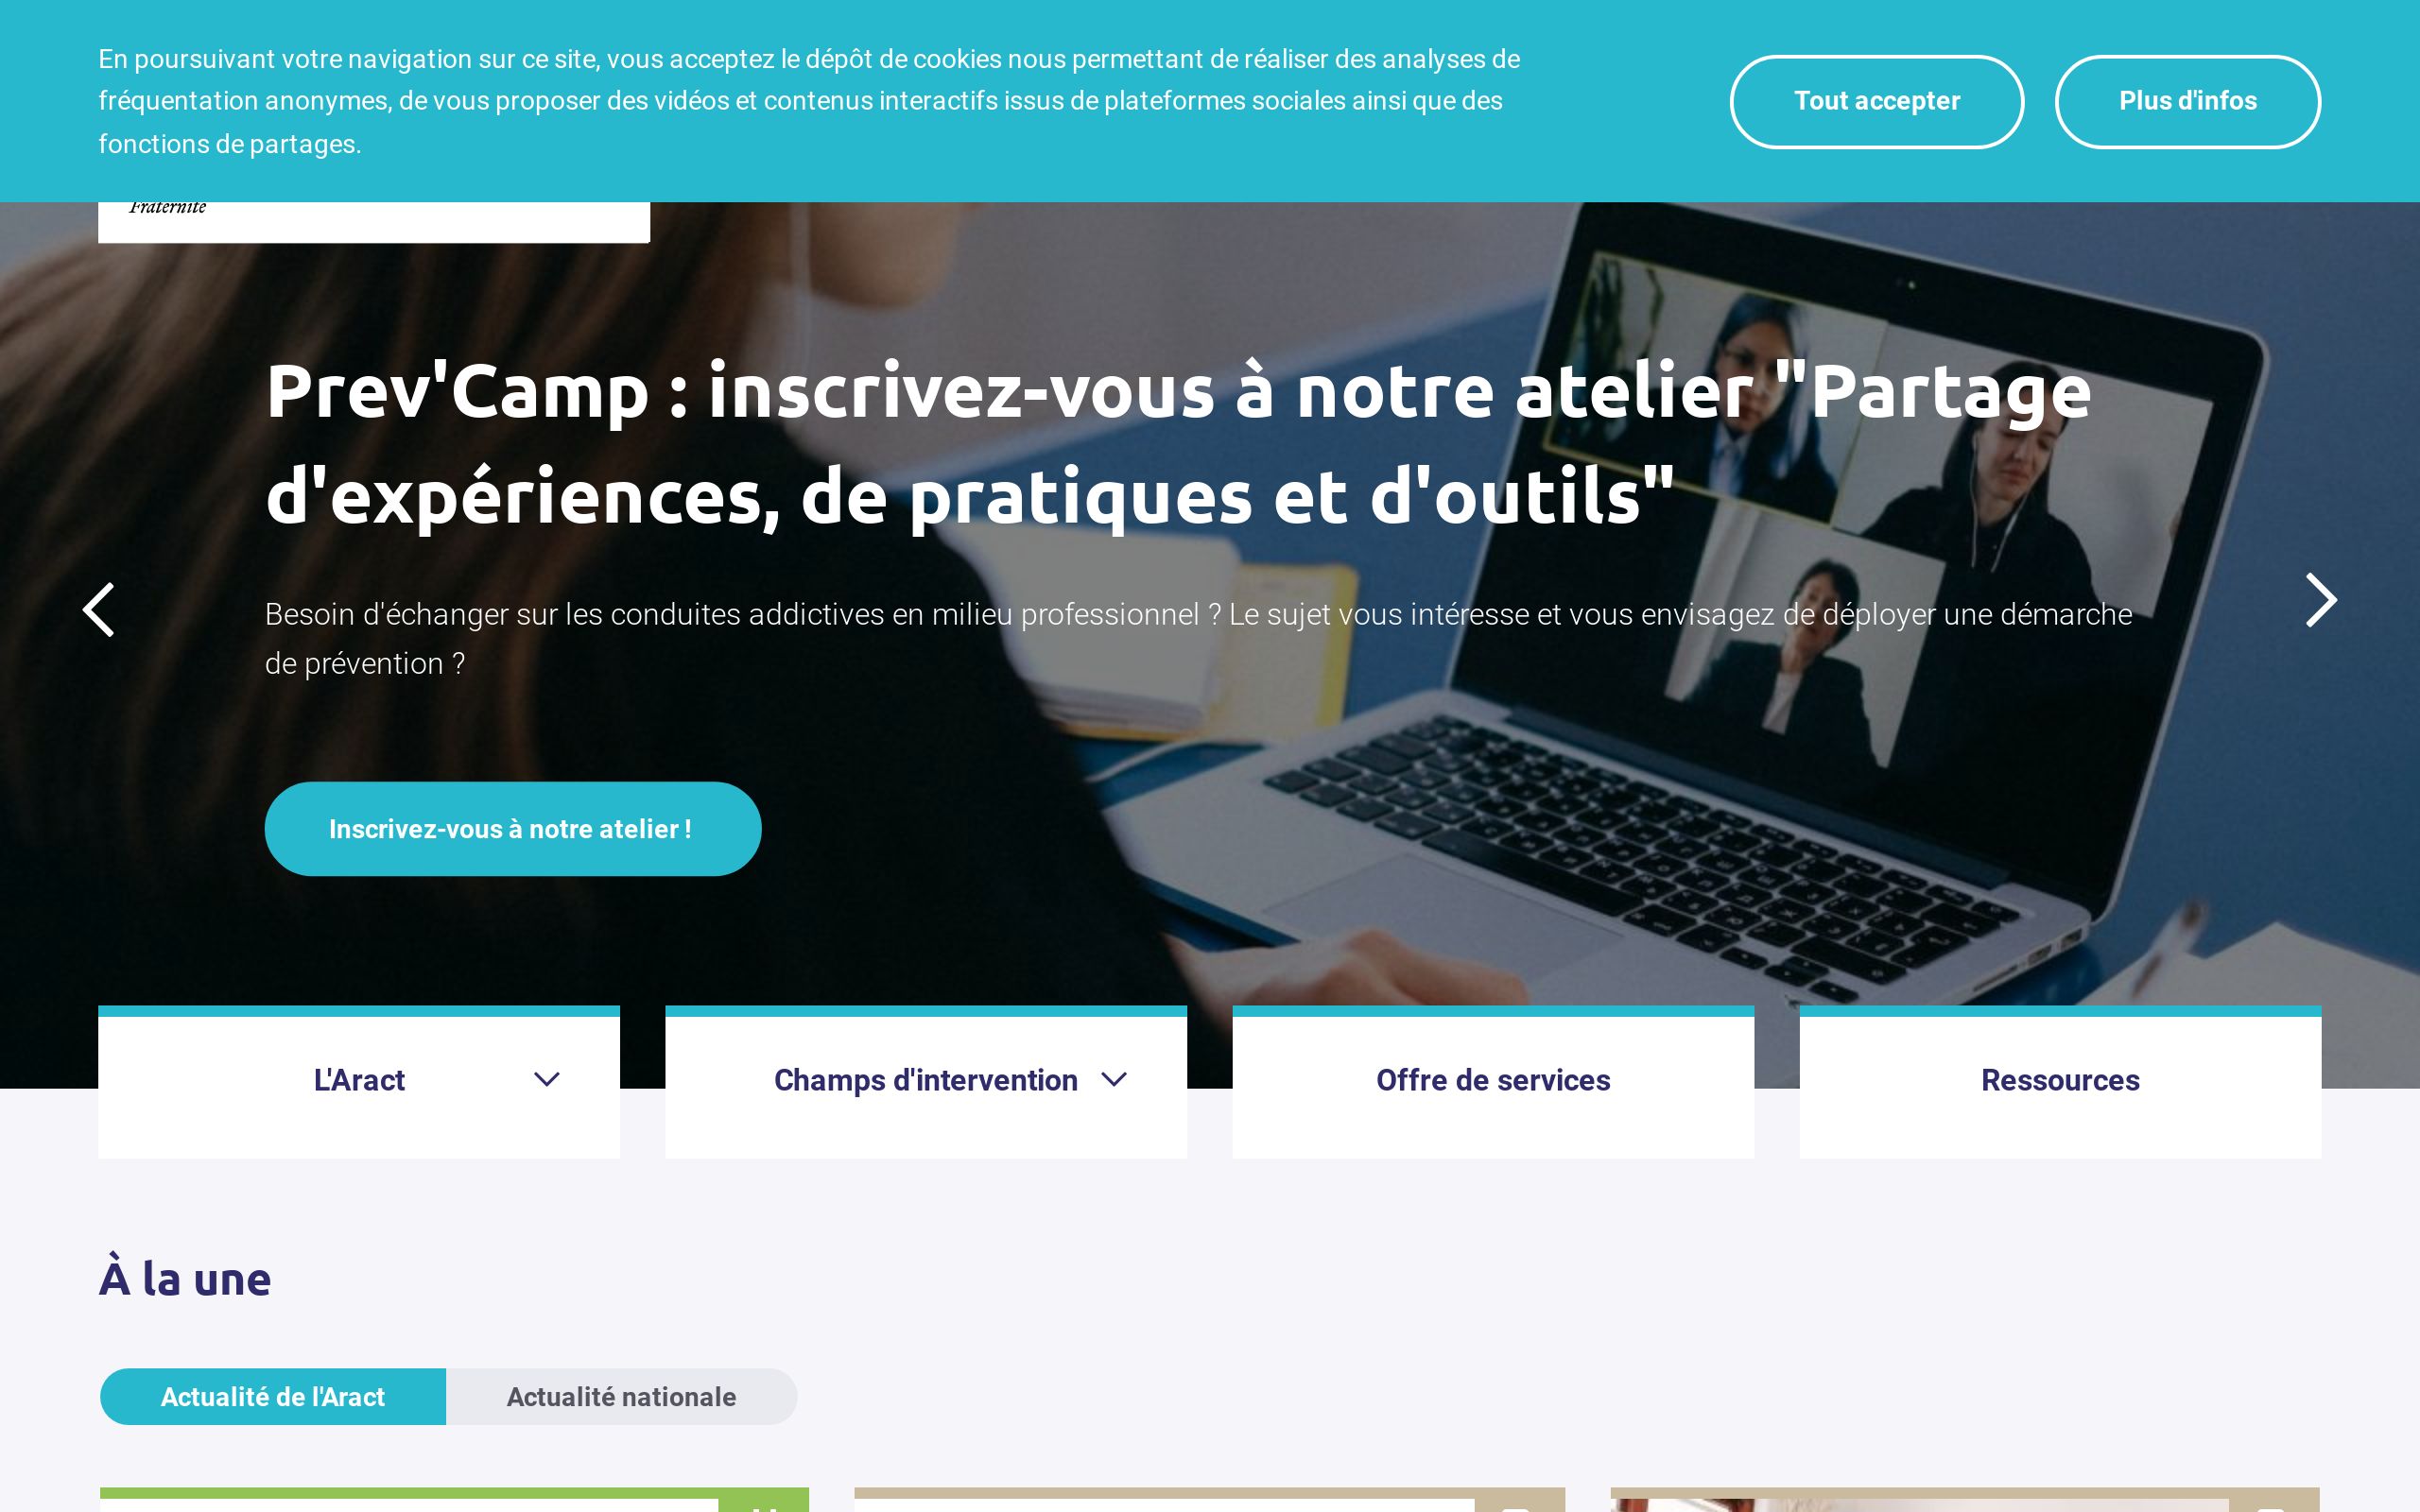 En poursuivant votre navigation sur ce site, vous acceptez le dépôt de cookies nous permettant de réaliser des analyses de
fréquentation anonymes, de vous proposer des vidéos et contenus interactifs issus de plateformes sociales ainsi que des
fonctions de partages.
Tout accepter
Plus d'infos
Fraternité
Prev'Camp : inscrivez-vous à notre atelier "Partage
d'expériences, de pratiques et d'outils"
Besoin d'échanger sur les conduites addictives en milieu professionnel ? Le sujet vous intéresse et vous envisagez de déployer une démarche
de prévention ?
Inscrivez-vous à notre atelier !
L'Aract
Champs d'intervention
Offre de services
Ressources
À la une
Actualité de l'Aract
Actualité nationale